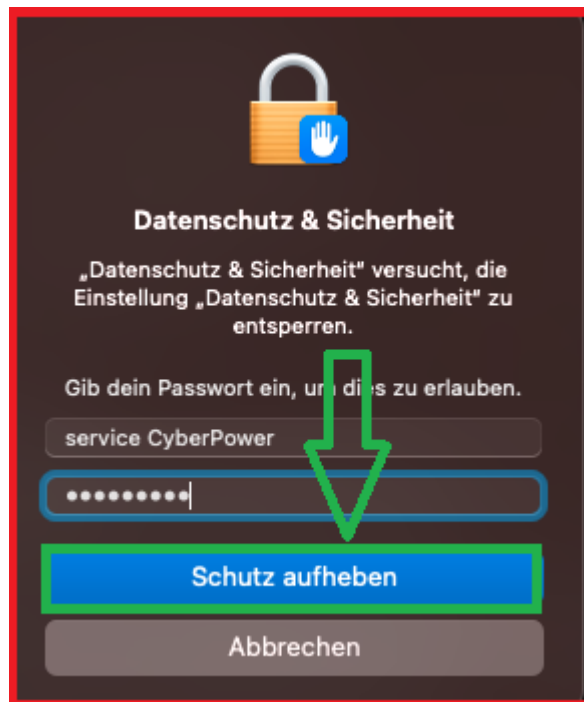 Datenschutz & Sicherheit
„Datenschutz & Sicherheit" versucht, die
Einstellung „Datenschutz & Sicherheit" zu
entsperren.
Gib dein Passwort ein, um dies zu erlauben.
service CyberPower
•••••••••
Schutz aufheben
Abbrechen